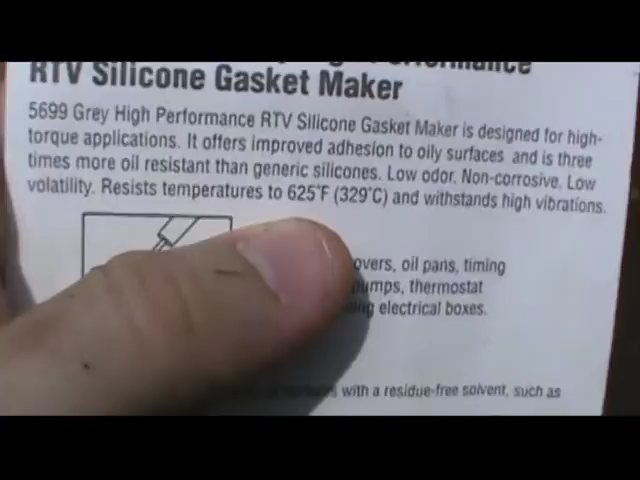 Performance
RTV Silicone Gasket Maker
5699 Grey High Performance RTV Silicone Gasket Maker is designed for high-
torque applications. It offers improved adhesion to oily surfaces and is three
times more oil resistant than generic silicones. Low odor. Non-corrosive. Low
volatility. Resists temperatures to 625°F (329°C) and withstands high vibrations.
overs, oil pans, timing
umps, thermostat
ng electrical boxes.
with a residue-free solvent, such as